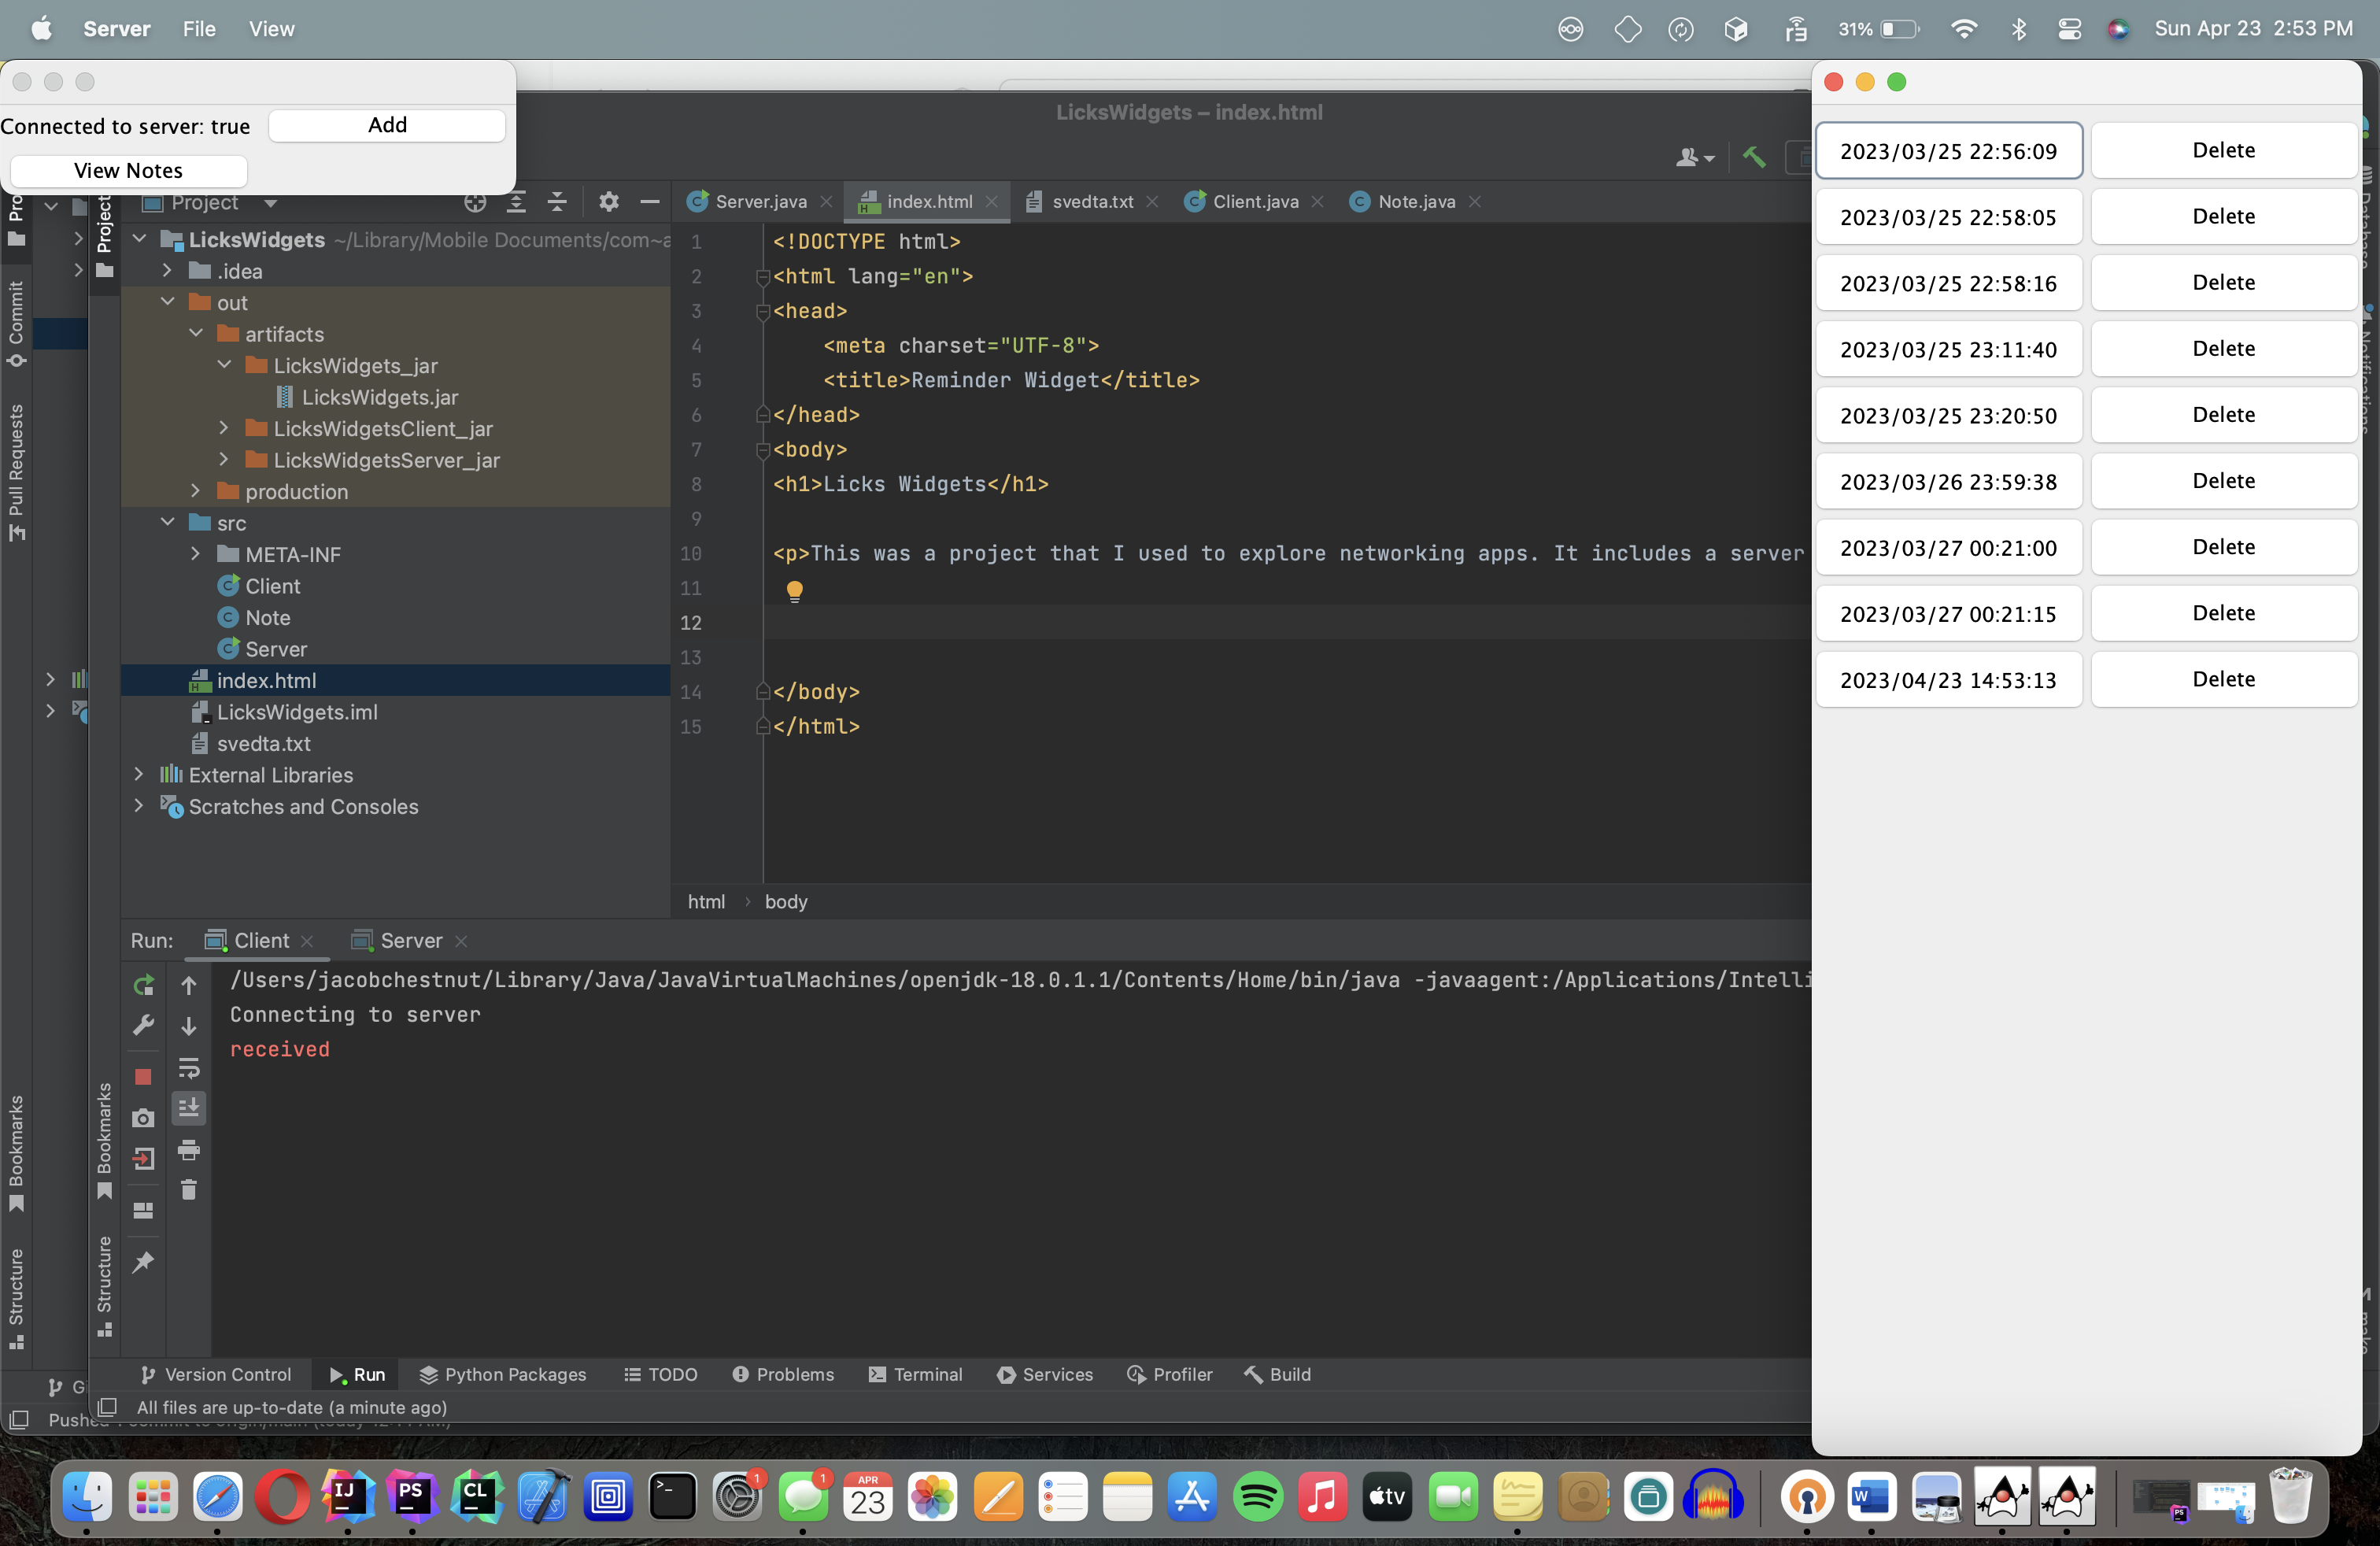 Server File View 31% Sun Apr 23 2:53 PM
Connected to server: true Add
View Notes
LicksWidgets – index.html
Project
Server.java index.html svedta.txt Client.java Note.java
LicksWidgets ~/Library/Mobile Documents/com~a
.idea
out
artifacts
LicksWidgets_jar
LicksWidgets.jar
LicksWidgetsClient_jar
LicksWidgetsServer_jar
production
src
META-INF
Client
Note
Server
index.html
LicksWidgets.iml
svedta.txt
External Libraries
Scratches and Consoles
1 <!DOCTYPE html>
2 <html lang="en">
3 <head>
4 <meta charset="UTF-8">
5 <title>Reminder Widget</title>
6 </head>
7 <body>
8 <h1>Licks Widgets</h1>
9
10 <p>This was a project that I used to explore networking apps. It includes a server
11
12
13
14 </body>
15 </html>
html › body
Run: Client Server
/Users/jacobchestnut/Library/Java/JavaVirtualMachines/openjdk-18.0.1.1/Contents/Home/bin/java -javaagent:/Applications/Intelli
Connecting to server
received
Version Control Run Python Packages TODO Problems Terminal Services Profiler Build
All files are up-to-date (a minute ago)
Pushe
Project
Bookmarks
Structure
Pro
Commit
Pull Requests
Bookmarks
Structure
2023/03/25 22:56:09 Delete
2023/03/25 22:58:05 Delete
2023/03/25 22:58:16 Delete
2023/03/25 23:11:40 Delete
2023/03/25 23:20:50 Delete
2023/03/26 23:59:38 Delete
2023/03/27 00:21:00 Delete
2023/03/27 00:21:15 Delete
2023/04/23 14:53:13 Delete
IJ PS CL 1 1 APR 23 tv W PS